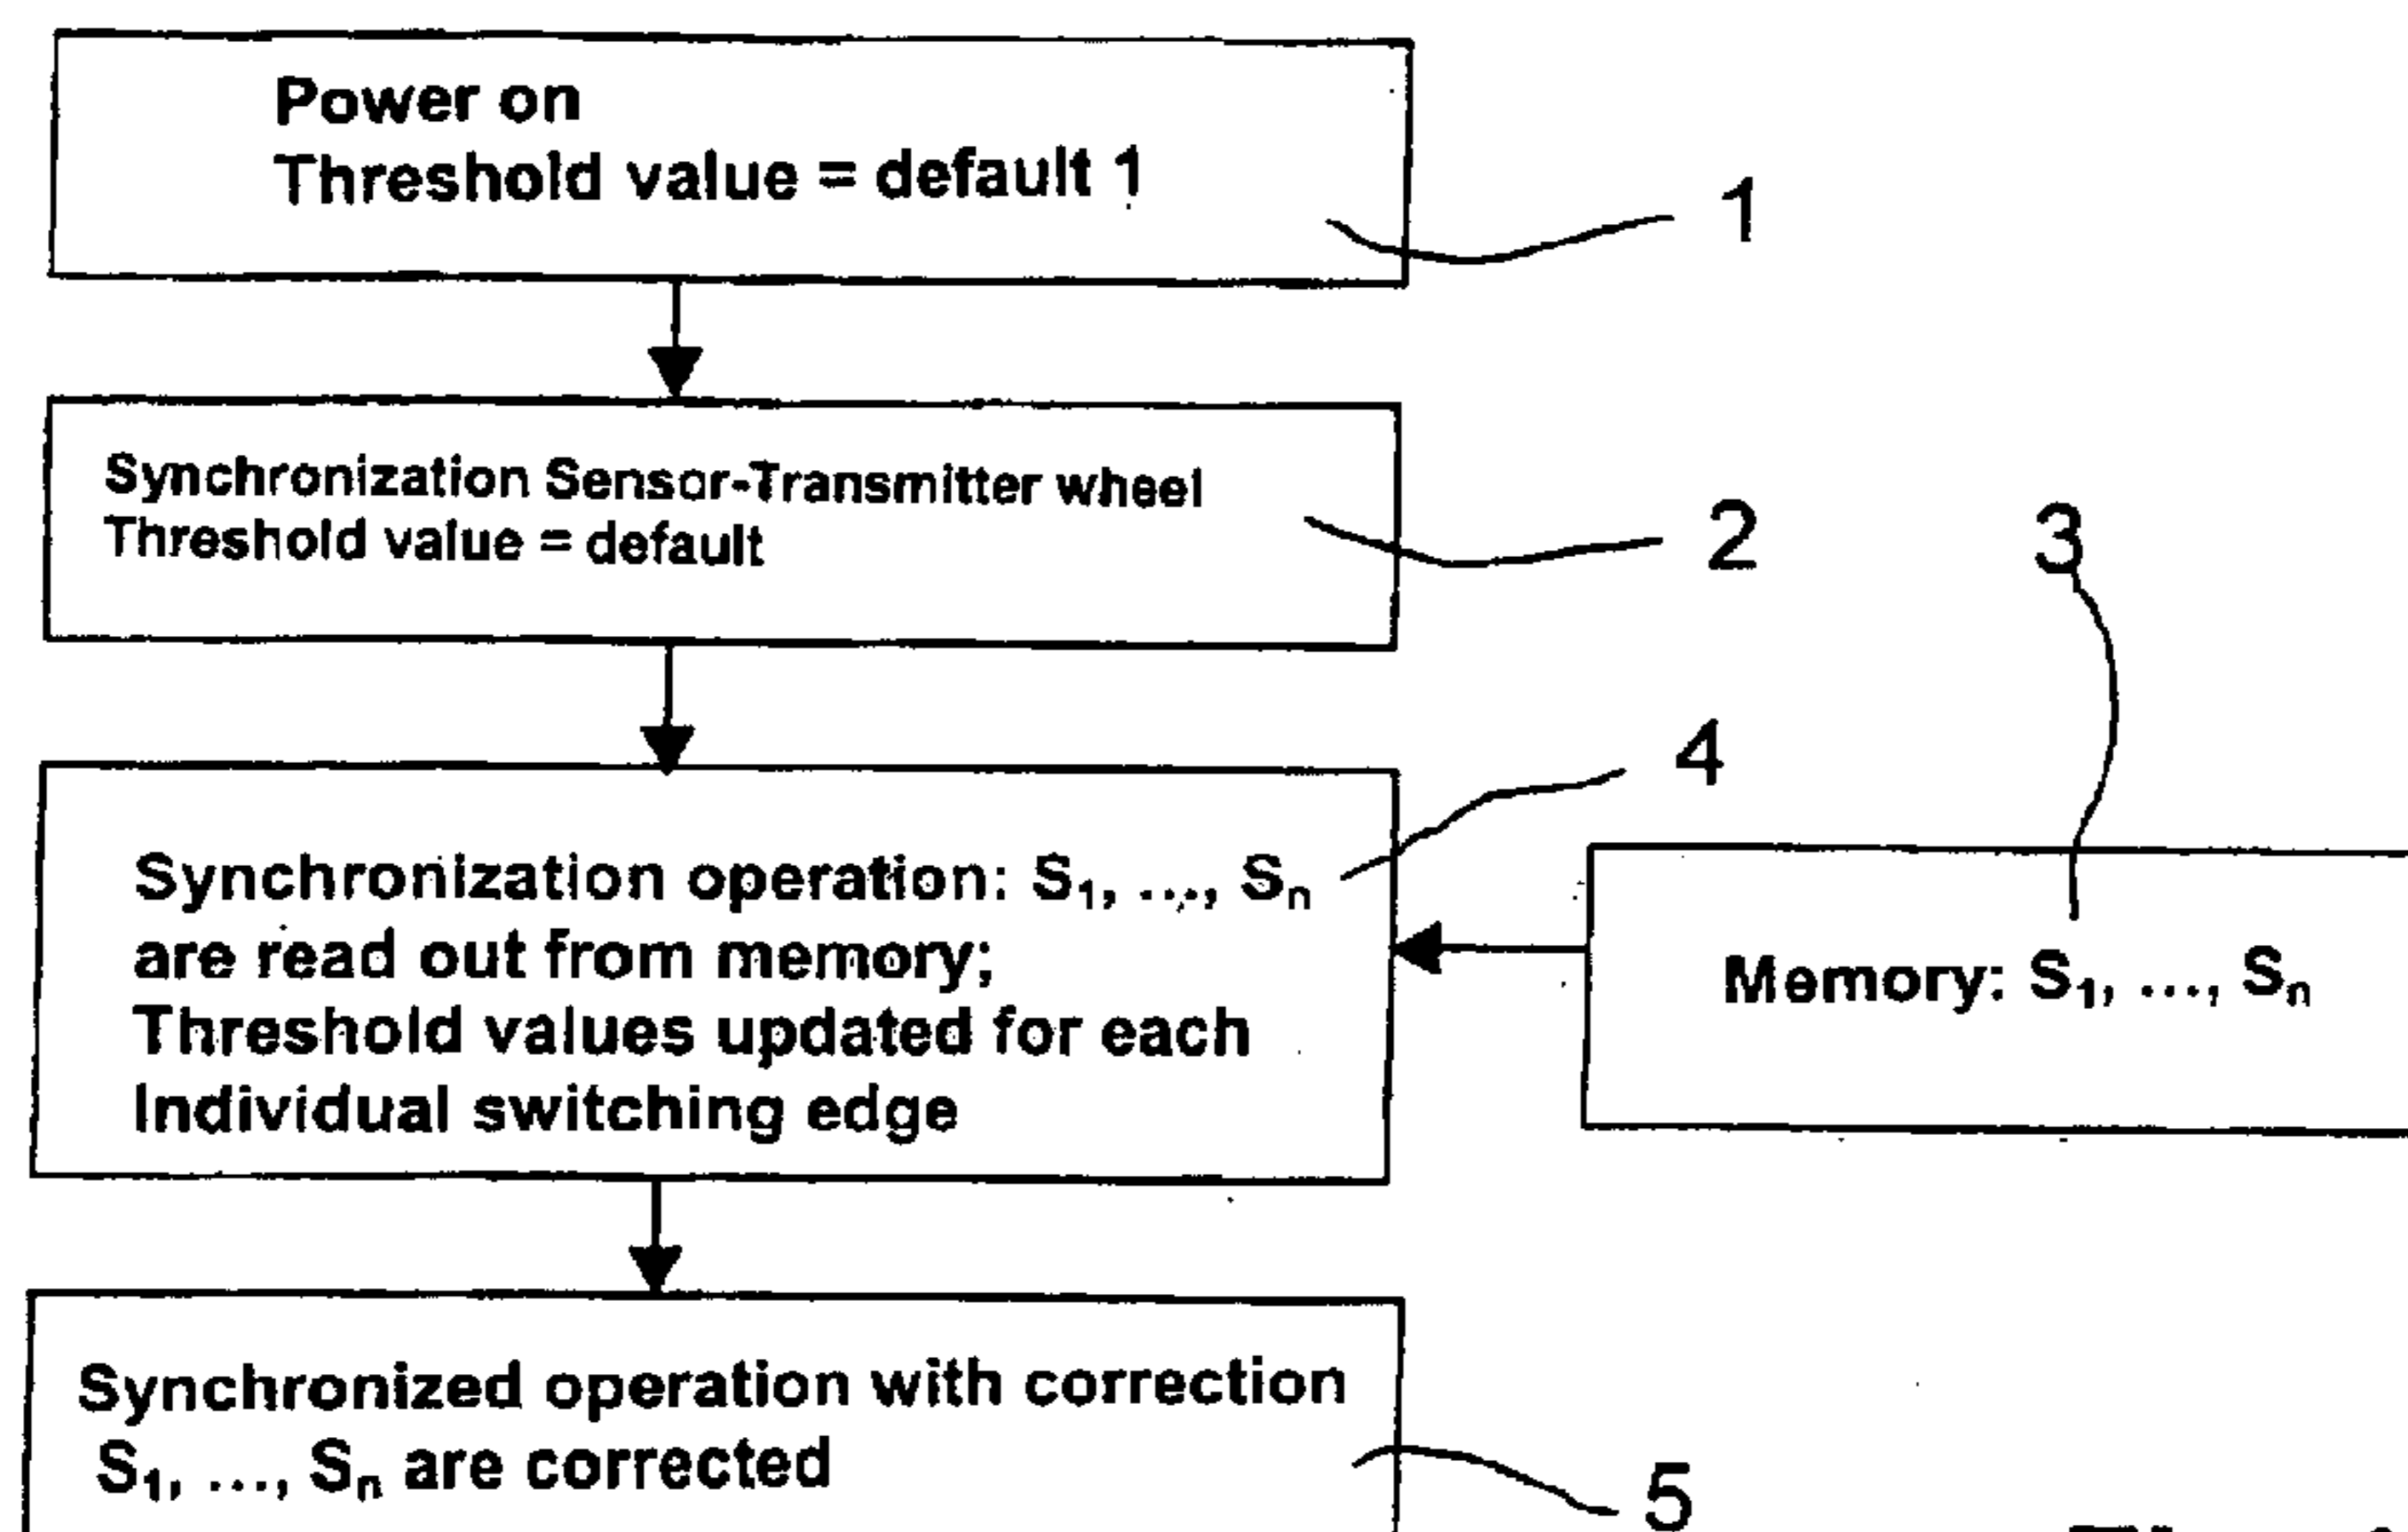 Power on
Threshold value = default 1
1
Synchronization Sensor-Transmitter wheel
Threshold value = default
2
3
4
Synchronization operation: S₁, ..., Sₙ
are read out from memory;
Threshold values updated for each
Individual switching edge
Memory: S₁, ..., Sₙ
Synchronized operation with correction
S₁, ..., Sₙ are corrected
5